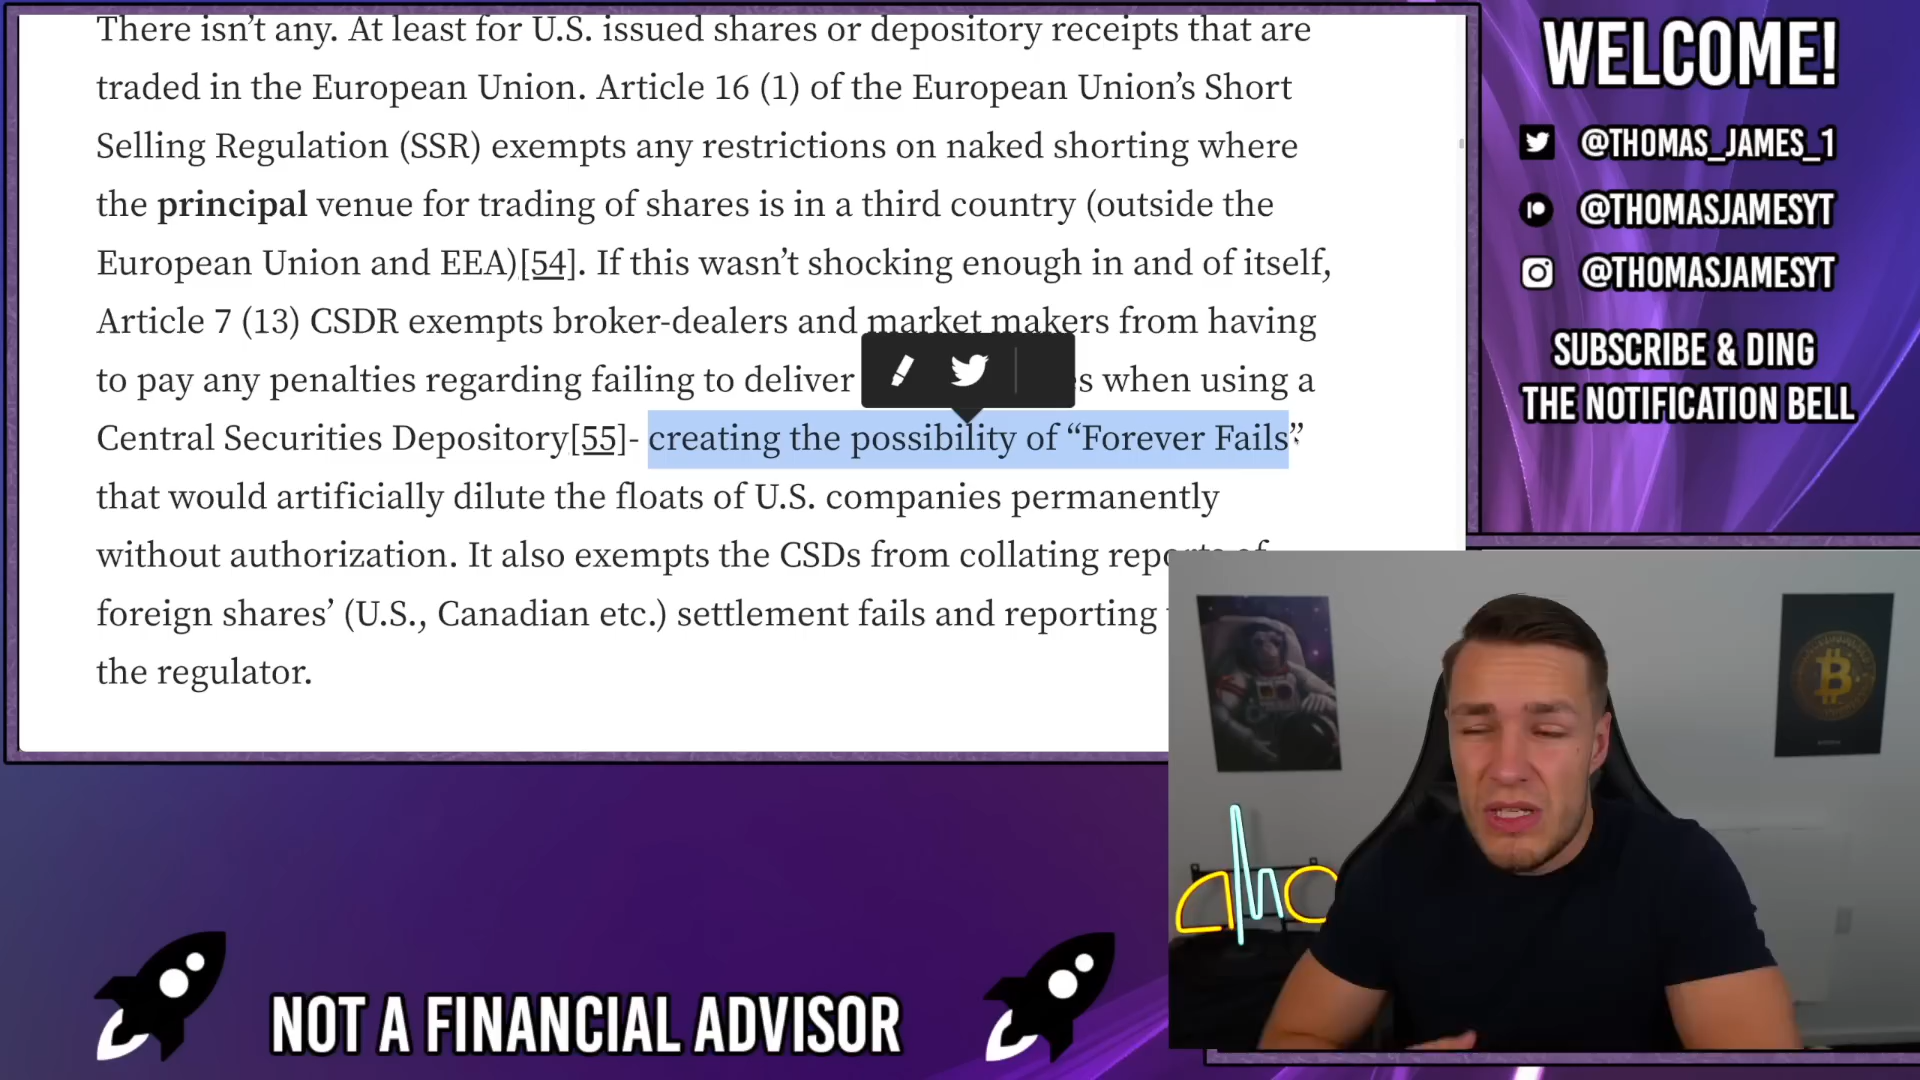 There isn’t any. At least for U.S. issued shares or depository receipts that are
traded in the European Union. Article 16 (1) of the European Union’s Short
Selling Regulation (SSR) exempts any restrictions on naked shorting where
the principal venue for trading of shares is in a third country (outside the
European Union and EEA)[54]. If this wasn’t shocking enough in and of itself,
Article 7 (13) CSDR exempts broker-dealers and market makers from having
to pay any penalties regarding failing to deliver when using a
Central Securities Depository[55]- creating the possibility of “Forever Fails”
that would artificially dilute the floats of U.S. companies permanently
without authorization. It also exempts the CSDs from collating reports of
foreign shares’ (U.S., Canadian etc.) settlement fails and reporting
the regulator.
WELCOME!
@THOMAS_JAMES_1
@THOMASJAMESYT
@THOMASJAMESYT
SUBSCRIBE & DING
THE NOTIFICATION BELL
NOT A FINANCIAL ADVISOR